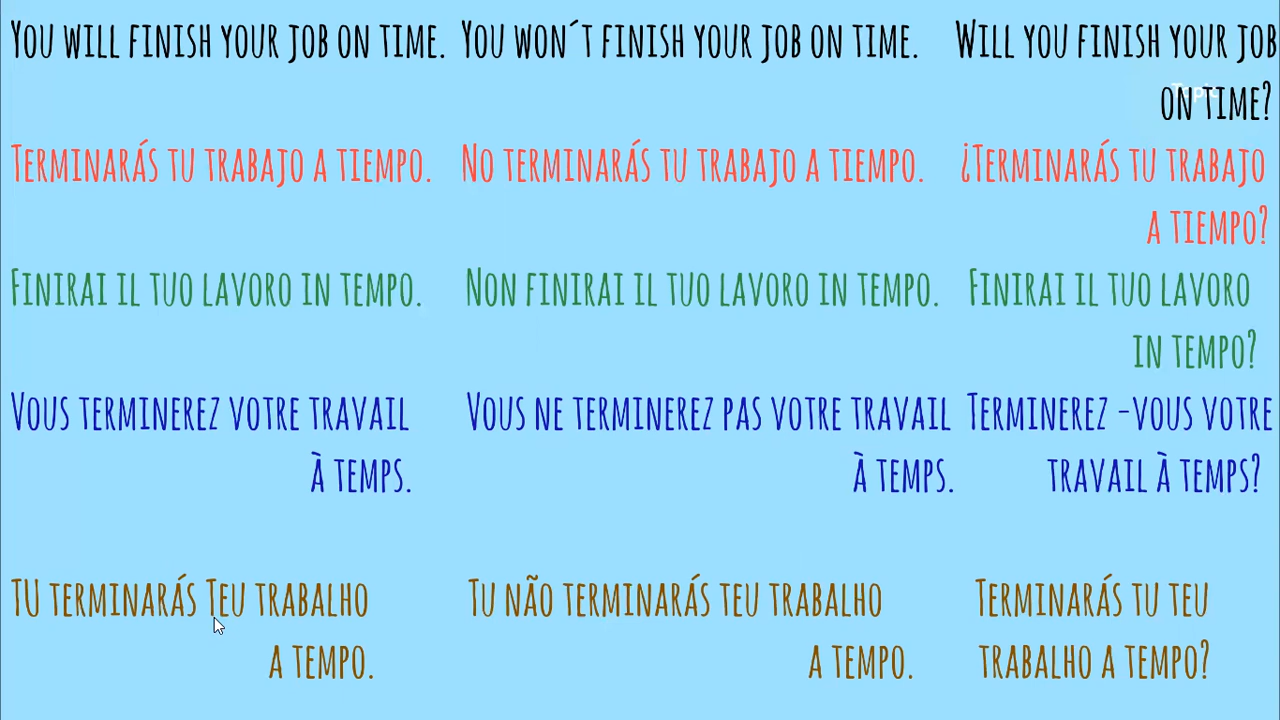 You will finish your job on time. You won´t finish your job on time. Will you finish your job
on time?
Terminarás tu trabajo a tiempo. No terminarás tu trabajo a tiempo. ¿Terminarás tu trabajo
a tiempo?
Finirai il tuo lavoro in tempo. Non finirai il tuo lavoro in tempo. Finirai il tuo lavoro
in tempo?
Vous terminerez votre travail Vous ne terminerez pas votre travail Terminerez -vous votre
à temps. à temps. travail à temps?
TU terminarás Teu trabalho Tu não terminarás teu trabalho Terminarás tu teu
a tempo. a tempo. trabalho a tempo?